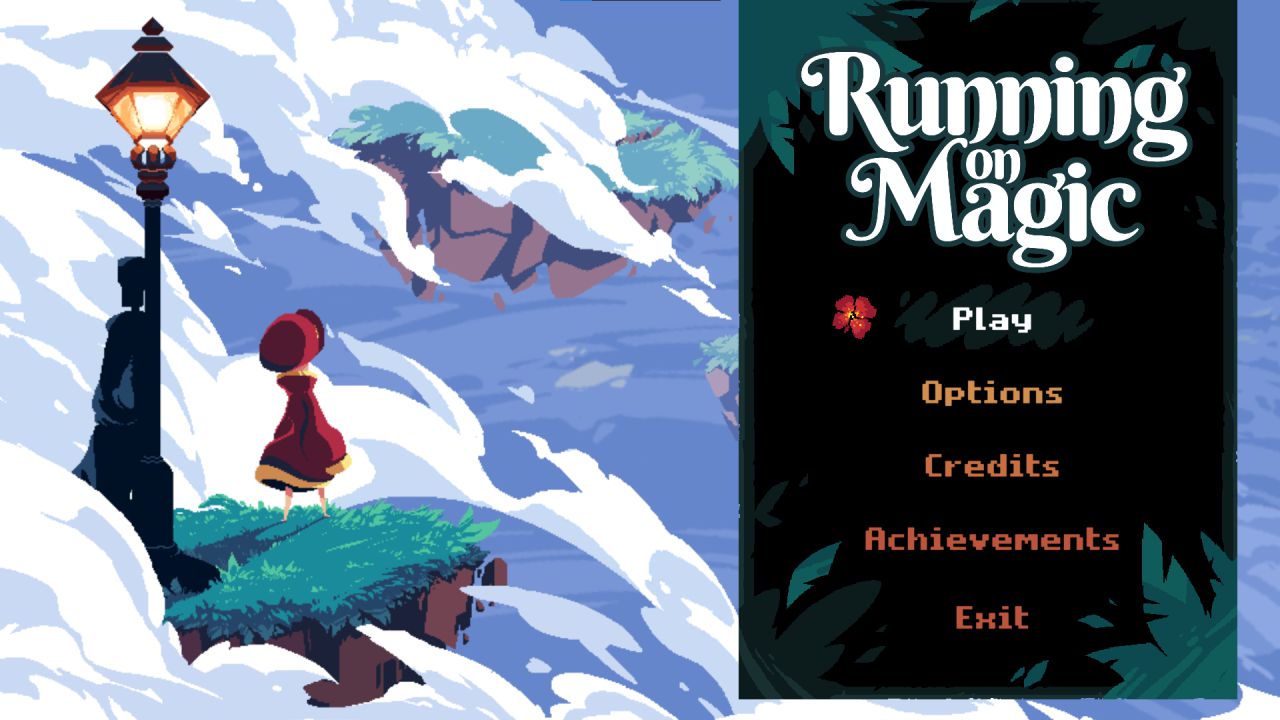 Running
on
Magic
Play
Options
Credits
Achievements
Exit